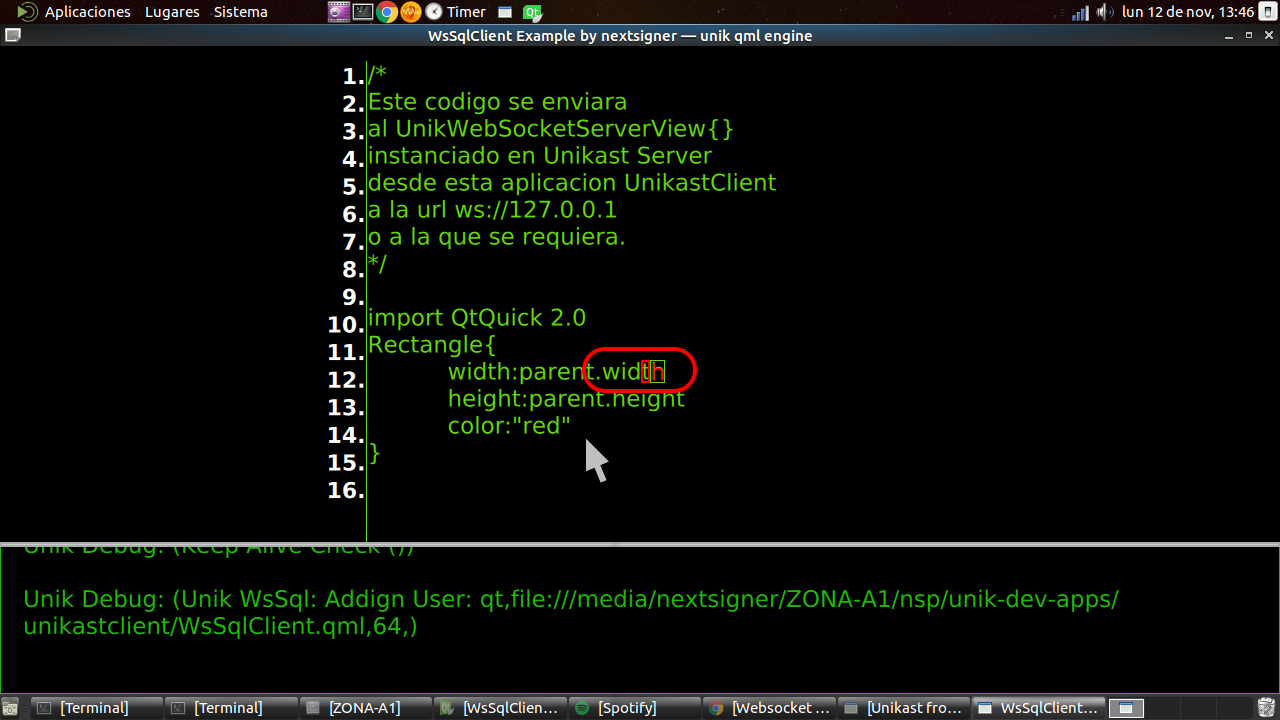 Aplicaciones Lugares Sistema Timer Qt lun 12 de nov, 13:46
WsSqlClient Example by nextsigner — unik qml engine
1. /*
2. Este codigo se enviara
3. al UnikWebSocketServerView{}
4. instanciado en Unikast Server
5. desde esta aplicacion UnikastClient
6. a la url ws://127.0.0.1
7. o a la que se requiera.
8. */
9.
10. import QtQuick 2.0
11. Rectangle{
12. width:parent.width
13. height:parent.height
14. color:"red"
15. }
16.
Unik Debug: (Keep Alive Check ())
Unik Debug: (Unik WsSql: Addign User: qt,file:///media/nextsigner/ZONA-A1/nsp/unik-dev-apps/
unikastclient/WsSqlClient.qml,64,)
[Terminal] [Terminal] [ZONA-A1] [WsSqlClien... [Spotify] [Websocket ... [Unikast fro... WsSqlClient...